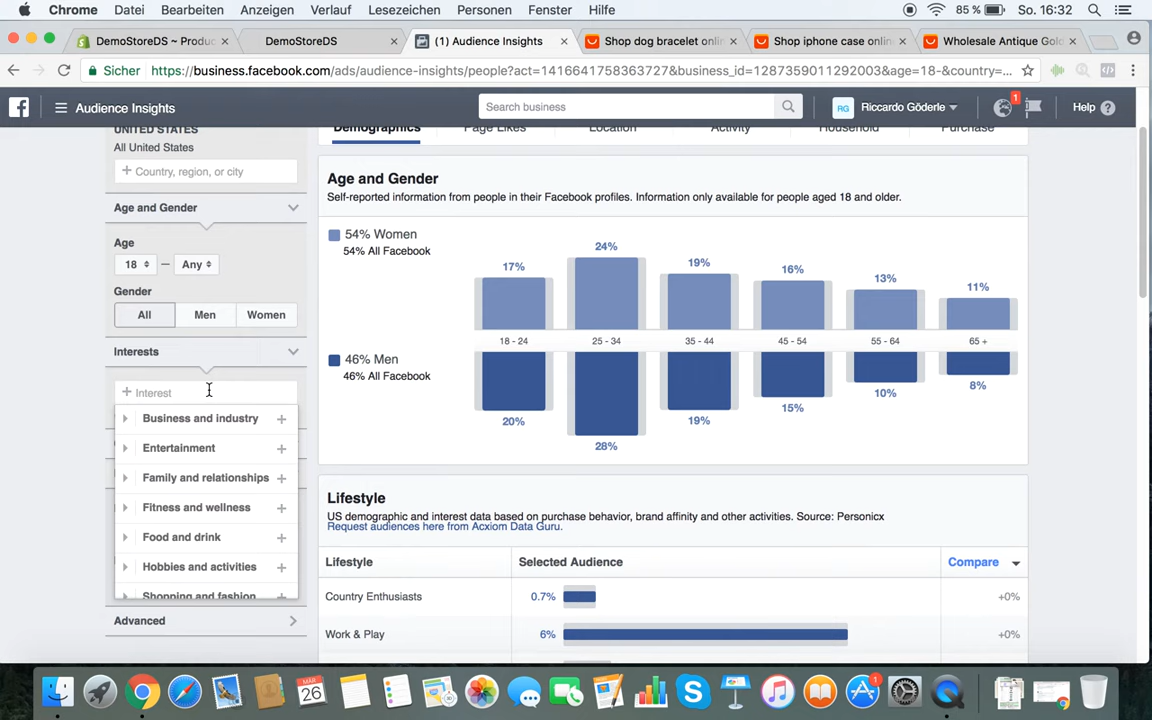 Chrome Datei Bearbeiten Anzeigen Verlauf Lesezeichen Personen Fenster Hilfe 85 % So. 16:32
DemoStoreDS ~ Produc
DemoStoreDS
(1) Audience Insights
Shop dog bracelet onlin
Shop iphone case onlin
Wholesale Antique Gol
Sicher https://business.facebook.com/ads/audience-insights/people?act=1416641758363727&business_id=1287359011292003&age=18-&country=...
Audience Insights
Search business
RG Riccardo Göderle
1
Help ?
UNITED STATES
All United States
+ Country, region, or city
Age and Gender
Age
18 — Any
Gender
All Men Women
Interests
+ Interest
Business and industry +
Entertainment +
Family and relationships +
Fitness and wellness +
Food and drink +
Hobbies and activities +
Shopping and fashion +
Advanced
Demographics Page Likes Location Activity Household Purchase
Age and Gender
Self-reported information from people in their Facebook profiles. Information only available for people aged 18 and older.
54% Women
54% All Facebook
17% 24% 19% 16% 13% 11%
18 - 24 25 - 34 35 - 44 45 - 54 55 - 64 65 +
46% Men
46% All Facebook
20% 28% 19% 15% 10% 8%
Lifestyle
US demographic and interest data based on purchase behavior, brand affinity and other activities. Source: Personicx
Request audiences here from Acxiom Data Guru.
Lifestyle Selected Audience Compare
Country Enthusiasts 0.7% +0%
Work & Play 6% +0%
MAR
26
1